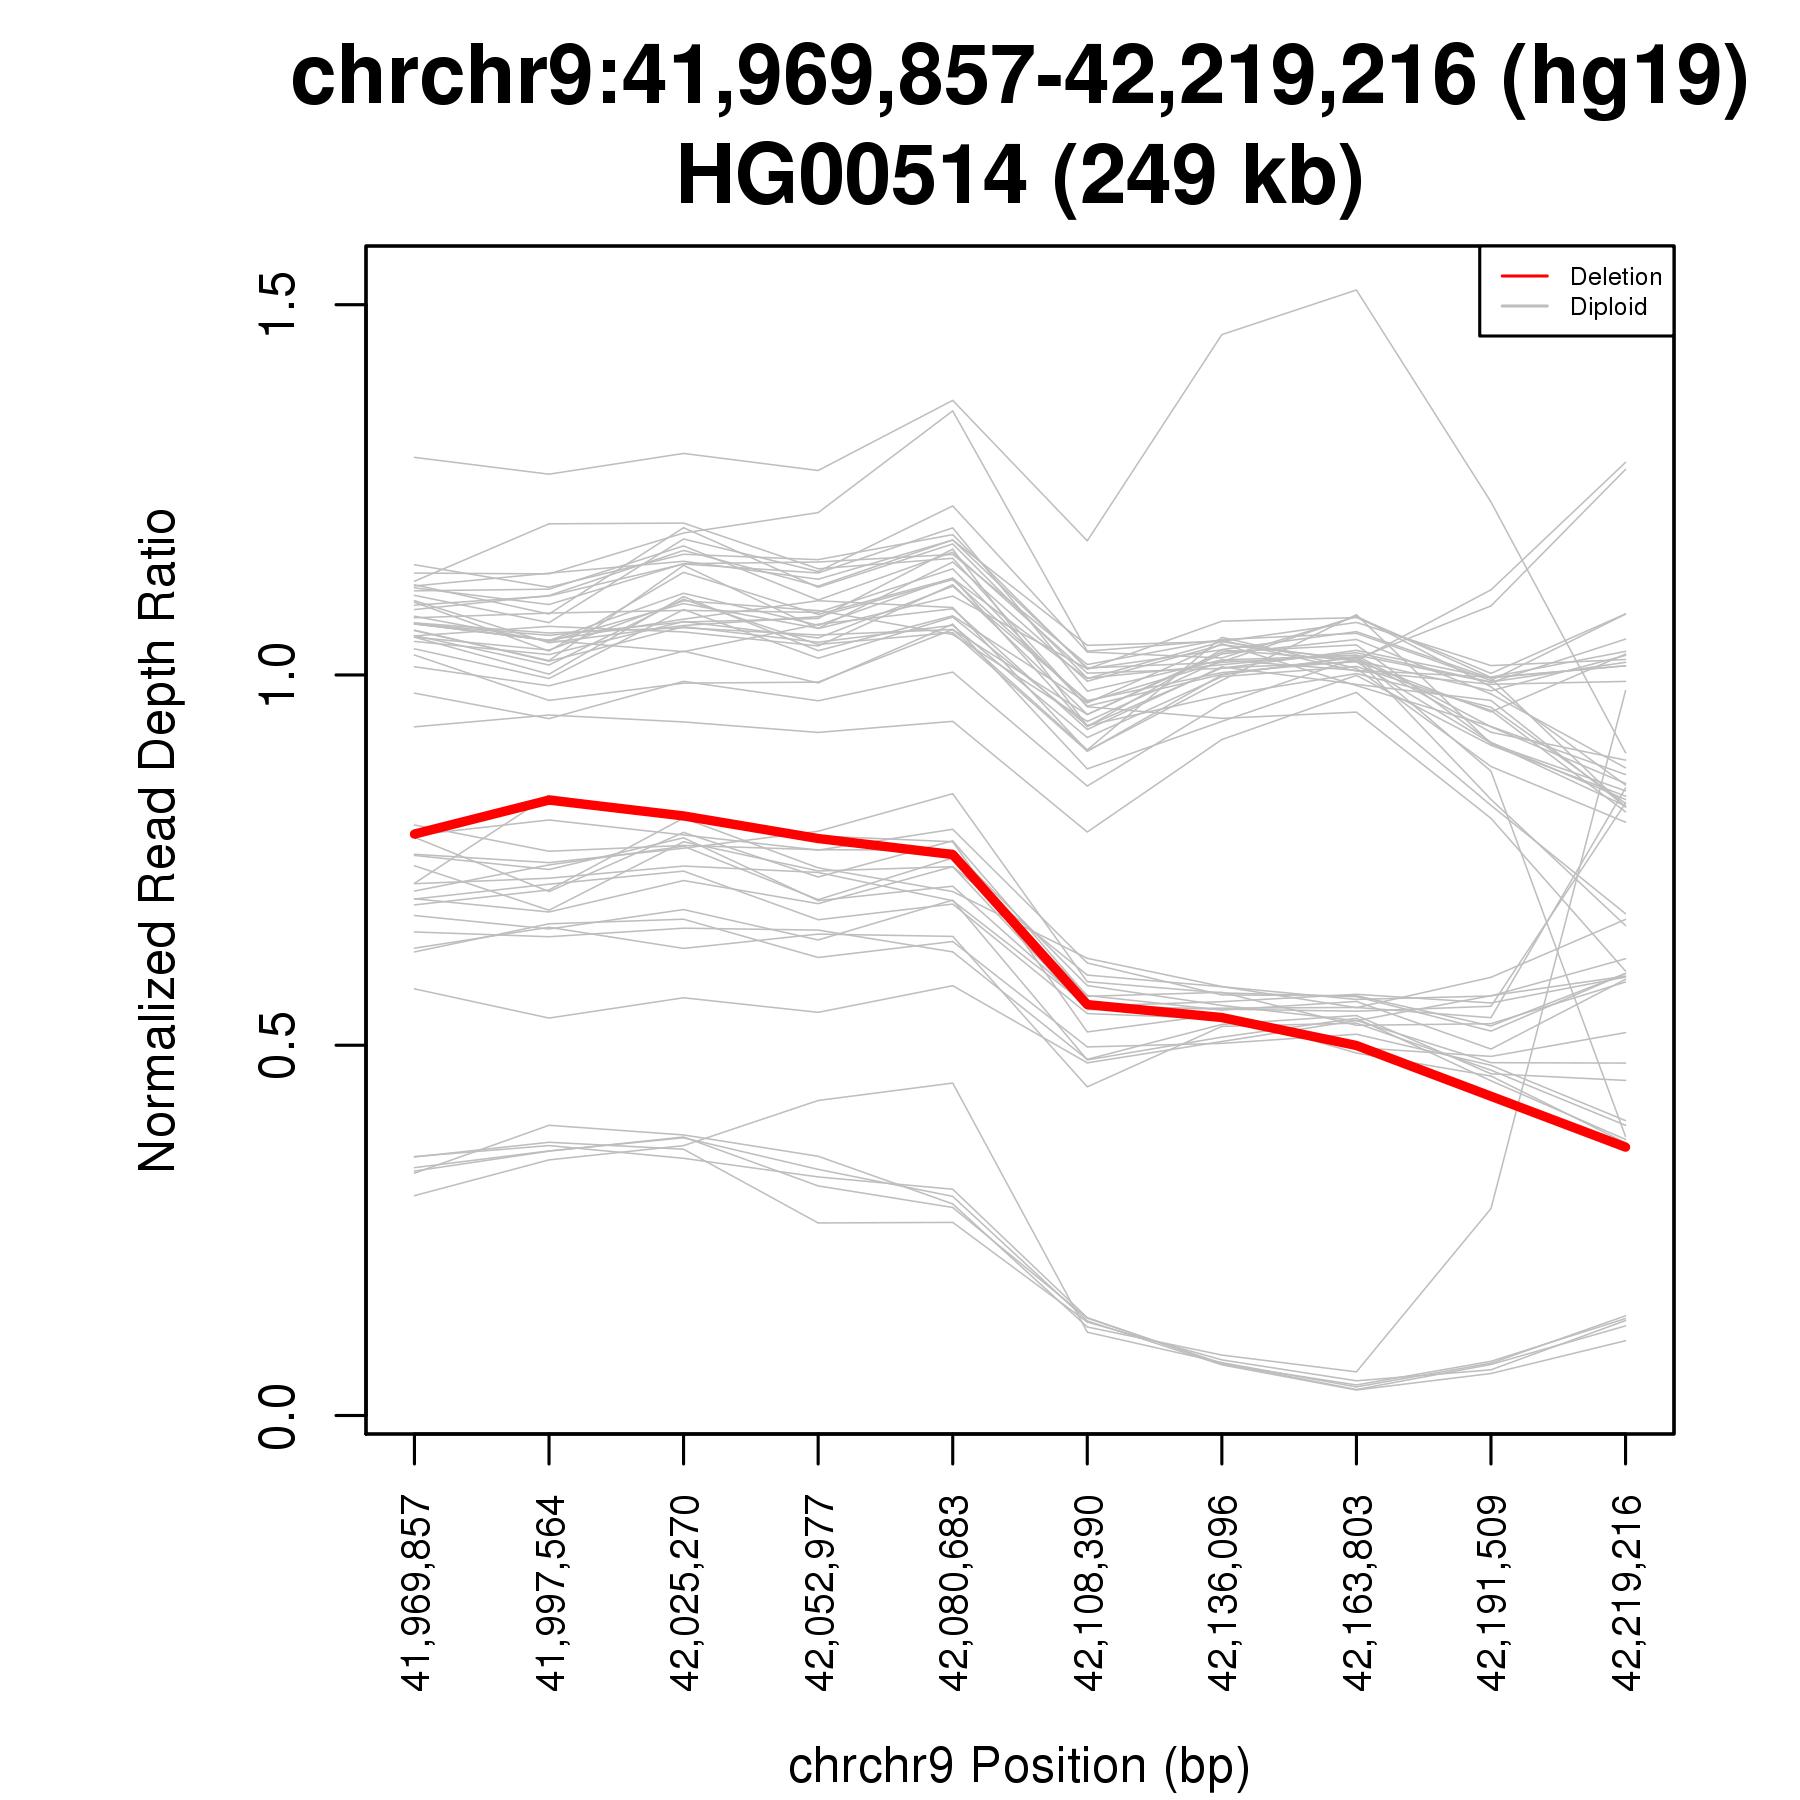 chrchr9:41,969,857-42,219,216 (hg19)
HG00514 (249 kb)
Deletion
Diploid
Normalized Read Depth Ratio
1.5
1.0
0.5
0.0
41,969,857
41,997,564
42,025,270
42,052,977
42,080,683
42,108,390
42,136,096
42,163,803
42,191,509
42,219,216
chrchr9 Position (bp)